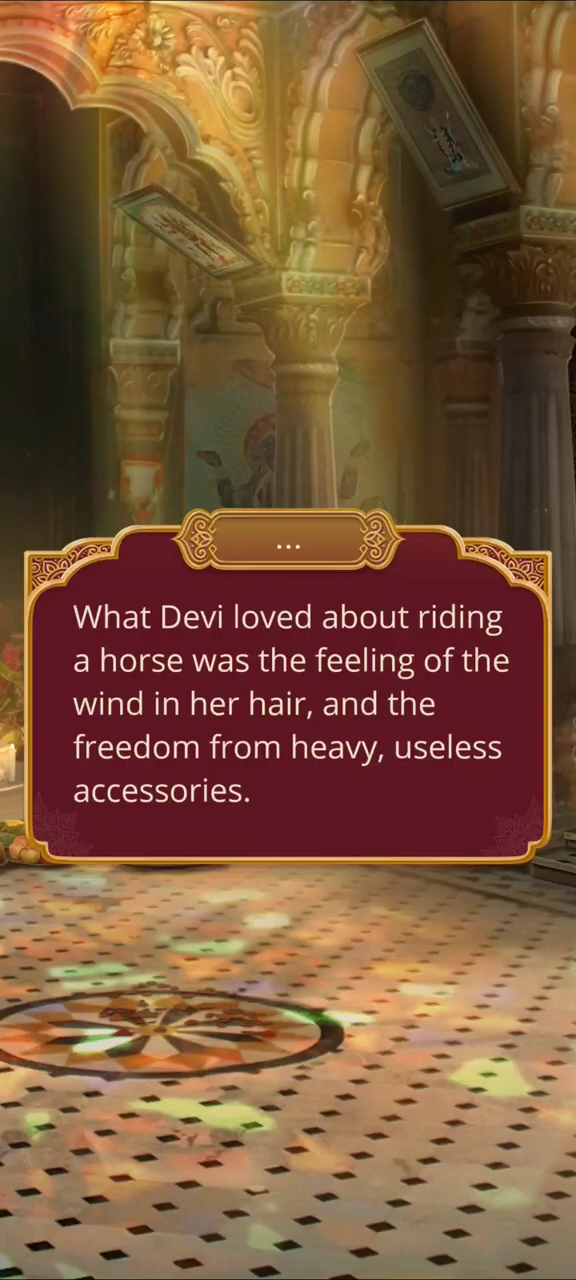 ...
What Devi loved about riding
a horse was the feeling of the
wind in her hair, and the
freedom from heavy, useless
accessories.